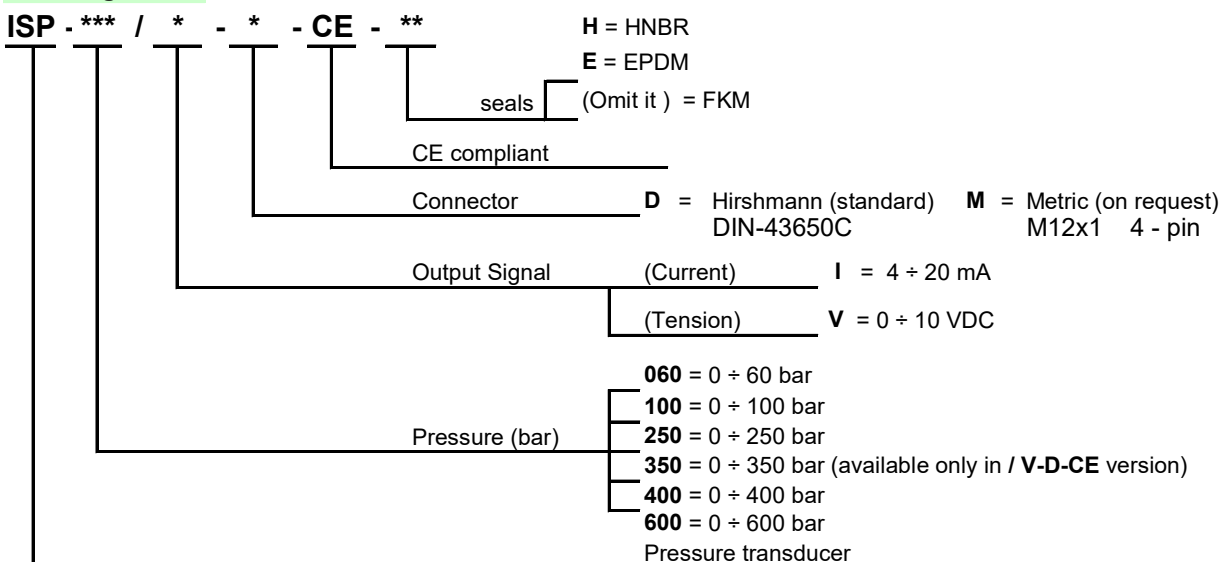 ISP - *** / * - * - CE - **
H = HNBR
E = EPDM
seals (Omit it ) = FKM
CE compliant
Connector D = Hirshmann (standard) M = Metric (on request)
DIN-43650C M12x1 4 - pin
Output Signal (Current) I = 4 ÷ 20 mA
(Tension) V = 0 ÷ 10 VDC
060 = 0 ÷ 60 bar
100 = 0 ÷ 100 bar
Pressure (bar) 250 = 0 ÷ 250 bar
350 = 0 ÷ 350 bar (available only in / V-D-CE version)
400 = 0 ÷ 400 bar
600 = 0 ÷ 600 bar
Pressure transducer